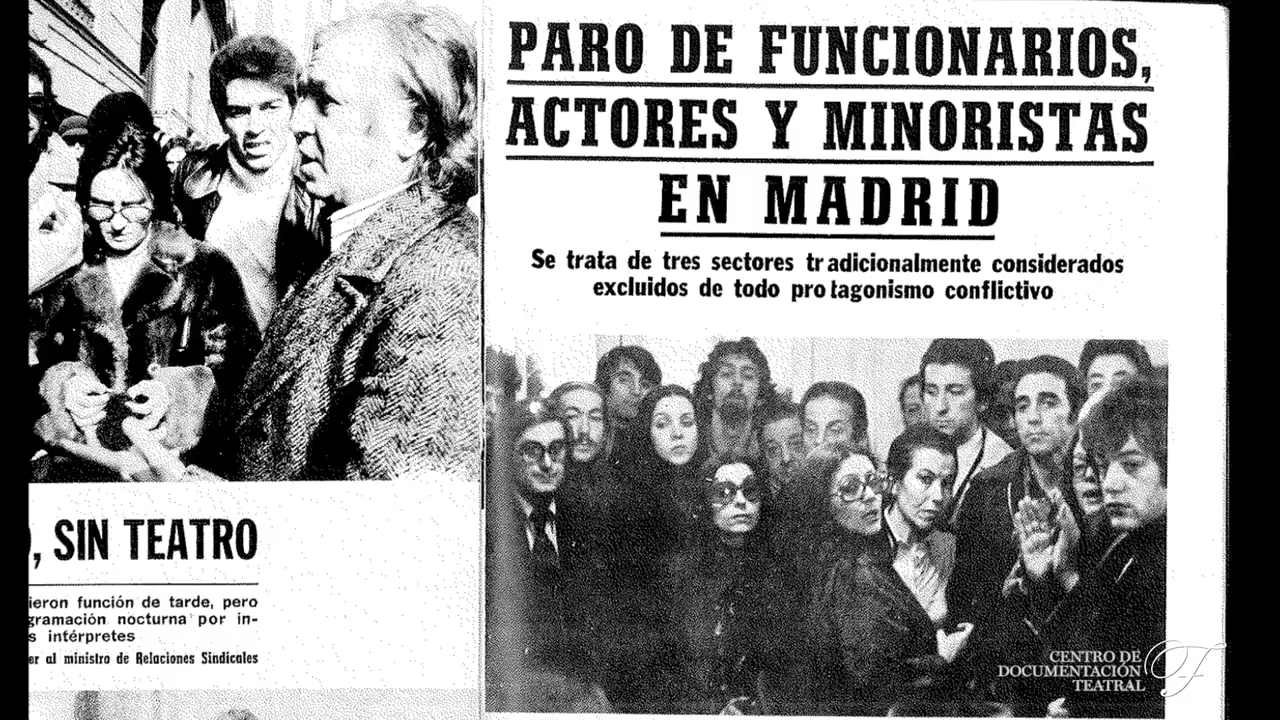 PARO DE FUNCIONARIOS,
ACTORES Y MINORISTAS
EN MADRID
Se trata de tres sectores tradicionalmente considerados
excluidos de todo protagonismo conflictivo
, SIN TEATRO
ieron función de tarde, pero
gramación nocturna por in-
s intérpretes
er al ministro de Relaciones Sindicales
CENTRO DE
DOCUMENTACIÓN
TEATRAL